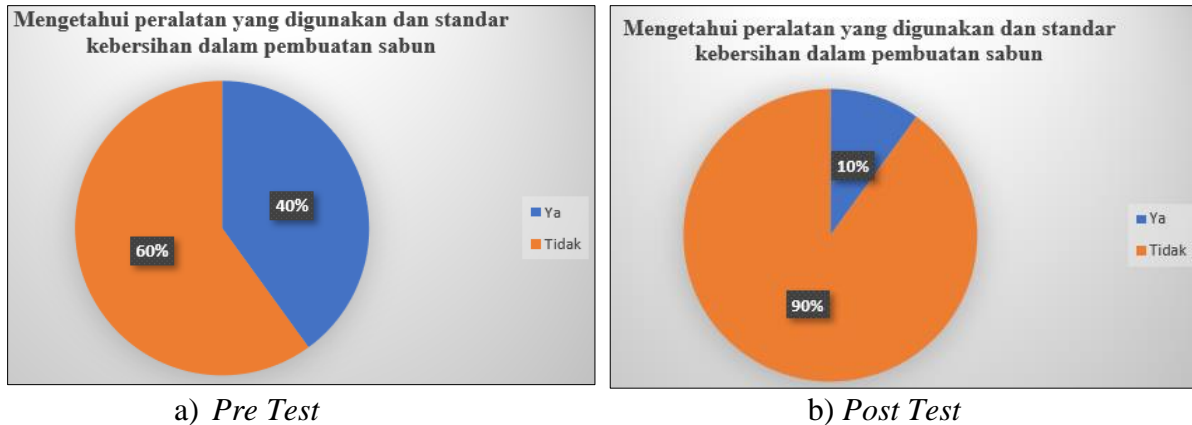 Mengetahui peralatan yang digunakan dan standar
kebersihan dalam pembuatan sabun
40%
60%
Ya
Tidak
a) Pre Test
Mengetahui peralatan yang digunakan dan standar
kebersihan dalam pembuatan sabun
10%
90%
Ya
Tidak
b) Post Test